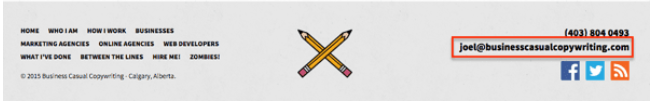 HOME WHO I AM HOW I WORK BUSINESSES
MARKETING AGENCIES ONLINE AGENCIES WEB DEVELOPERS
WHAT I'VE DONE BETWEEN THE LINES HIRE ME! ZOMBIES!
© 2015 Business Casual Copywriting - Calgary, Alberta.
(403) 804 0493
joel@businesscasualcopywriting.com